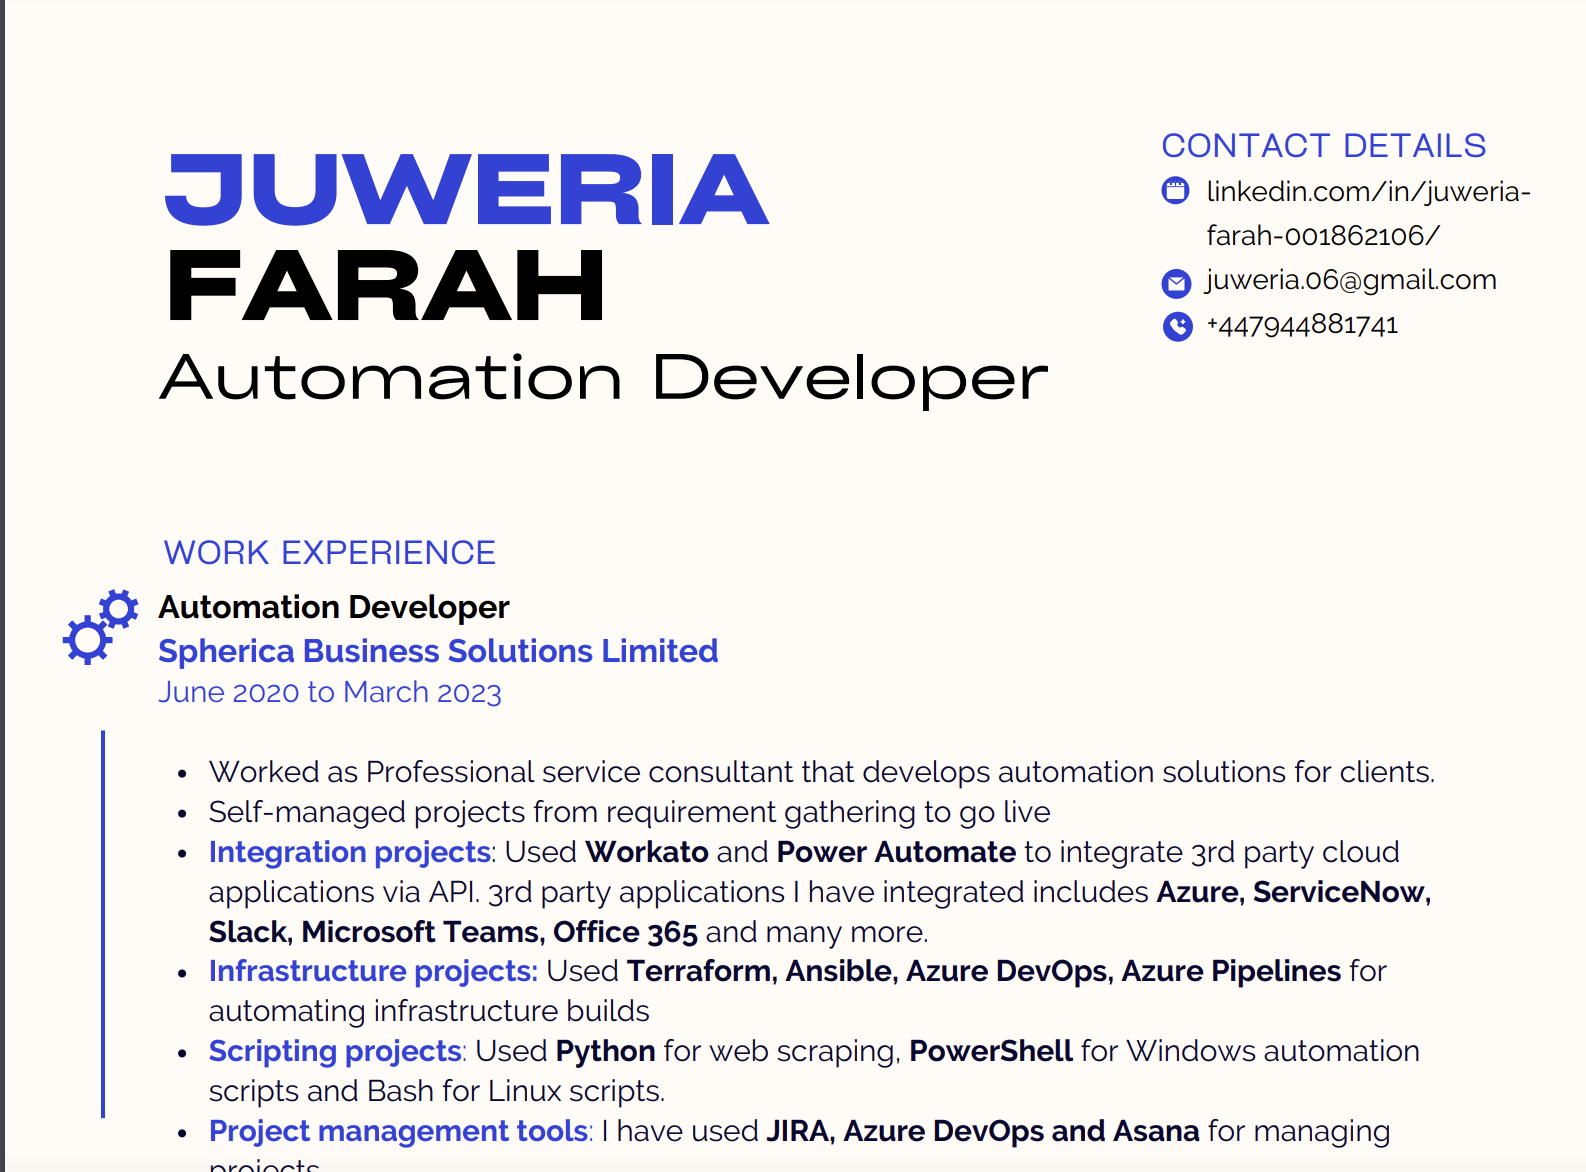 JUWERIA
FARAH
Automation Developer
CONTACT DETAILS
linkedin.com/in/juweria-
farah-001862106/
juweria.06@gmail.com
+447944881741
WORK EXPERIENCE
Automation Developer
Spherica Business Solutions Limited
June 2020 to March 2023
• Worked as Professional service consultant that develops automation solutions for clients.
• Self-managed projects from requirement gathering to go live
• Integration projects: Used Workato and Power Automate to integrate 3rd party cloud
applications via API. 3rd party applications I have integrated includes Azure, ServiceNow,
Slack, Microsoft Teams, Office 365 and many more.
• Infrastructure projects: Used Terraform, Ansible, Azure DevOps, Azure Pipelines for
automating infrastructure builds
• Scripting projects: Used Python for web scraping, PowerShell for Windows automation
scripts and Bash for Linux scripts.
• Project management tools: I have used JIRA, Azure DevOps and Asana for managing
projects